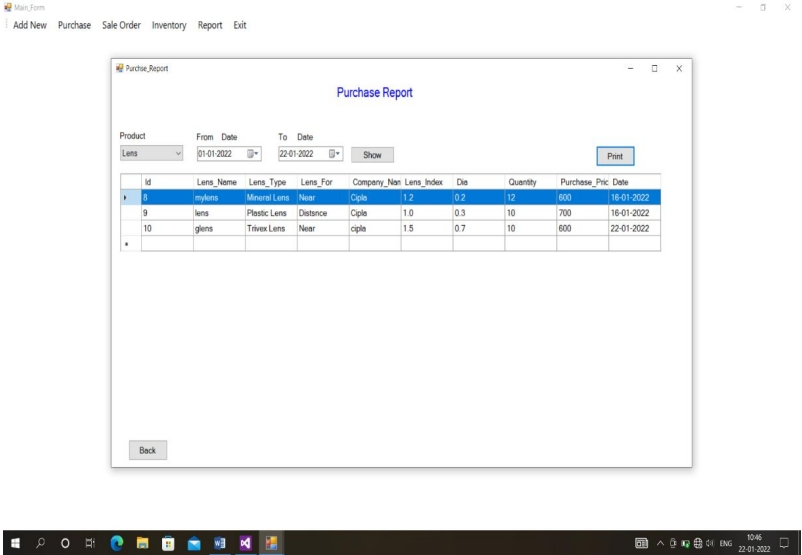 Main_Form
Add New Purchase Sale Order Inventory Report Exit
Purchse_Report
Purchase Report
Product From Date To Date
Lens 01-01-2022 22-01-2022 Show Print
Id Lens_Name Lens_Type Lens_For Company_Nan Lens_Index Dia Quantity Purchase_Pric Date
8 mylens Mineral Lens Near Cipla 1.2 0.2 12 600 16-01-2022
9 lens Plastic Lens Distance Cipla 1.0 0.3 10 700 16-01-2022
10 glens Trivex Lens Near cipla 1.5 0.7 10 600 22-01-2022
Back
ENG 10:46
22-01-2022